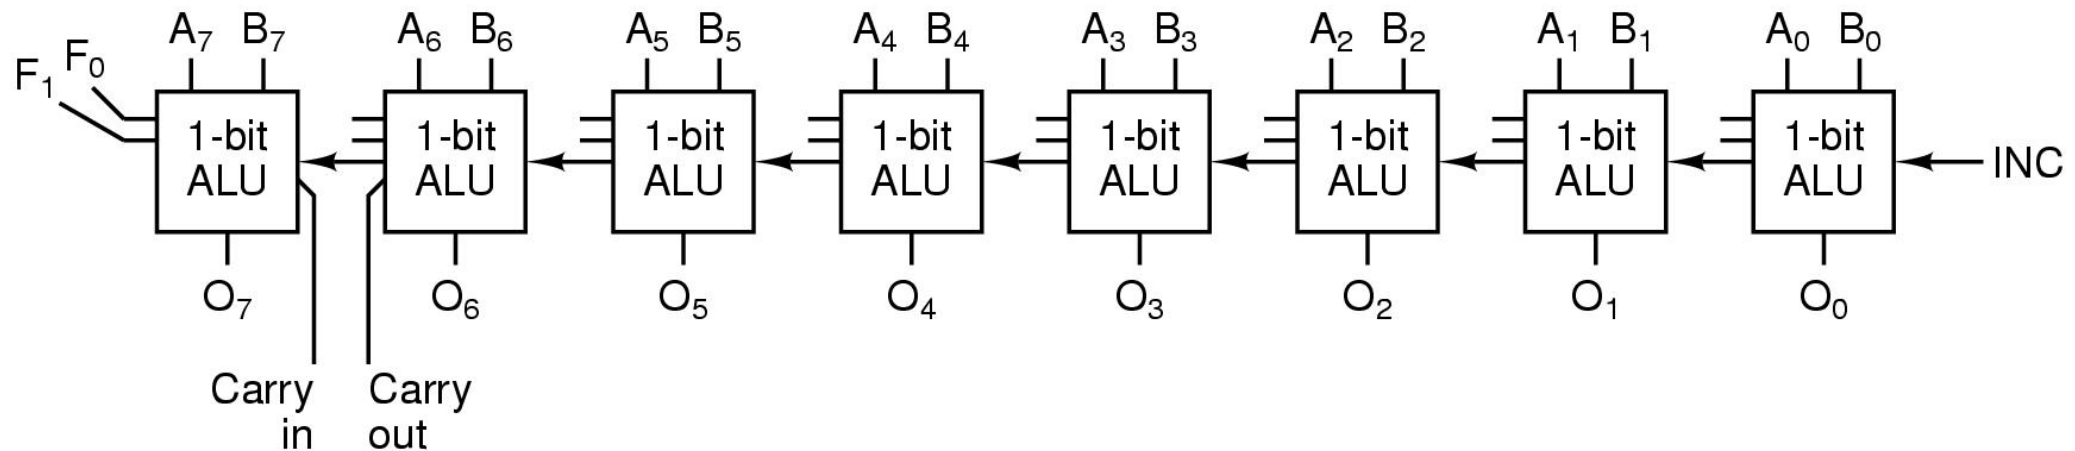 A₇ B₇ A₆ B₆ A₅ B₅ A₄ B₄ A₃ B₃ A₂ B₂ A₁ B₁ A₀ B₀
F₁ F₀
1-bit 1-bit 1-bit 1-bit 1-bit 1-bit 1-bit 1-bit
ALU ALU ALU ALU ALU ALU ALU ALU
INC
O₇ O₆ O₅ O₄ O₃ O₂ O₁ O₀
Carry in
Carry out